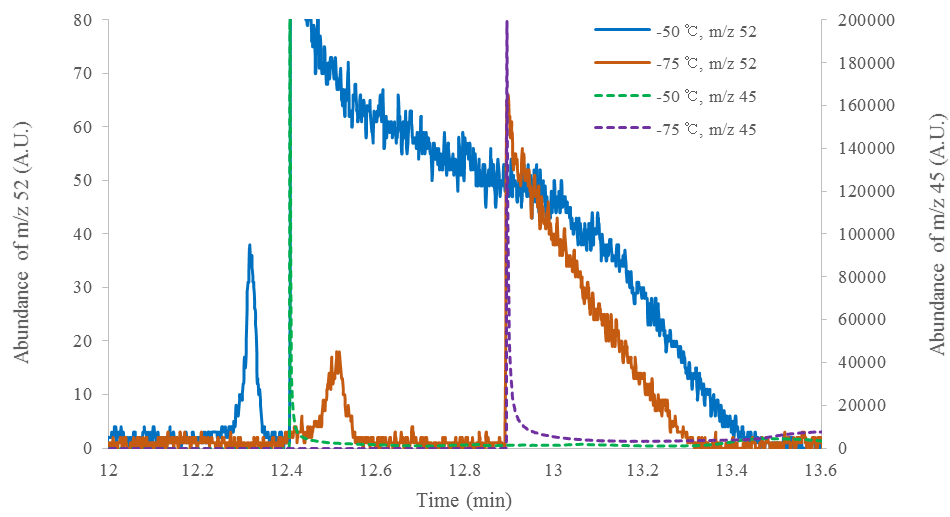 80
70
60
50
40
30
20
10
0
Abundance of m/z 52 (A.U.)
-50 ℃, m/z 52
-75 ℃, m/z 52
-50 ℃, m/z 45
-75 ℃, m/z 45
200000
180000
160000
140000
120000
100000
80000
60000
40000
20000
0
Abundance of m/z 45 (A.U.)
12 12.2 12.4 12.6 12.8 13 13.2 13.4 13.6
Time (min)